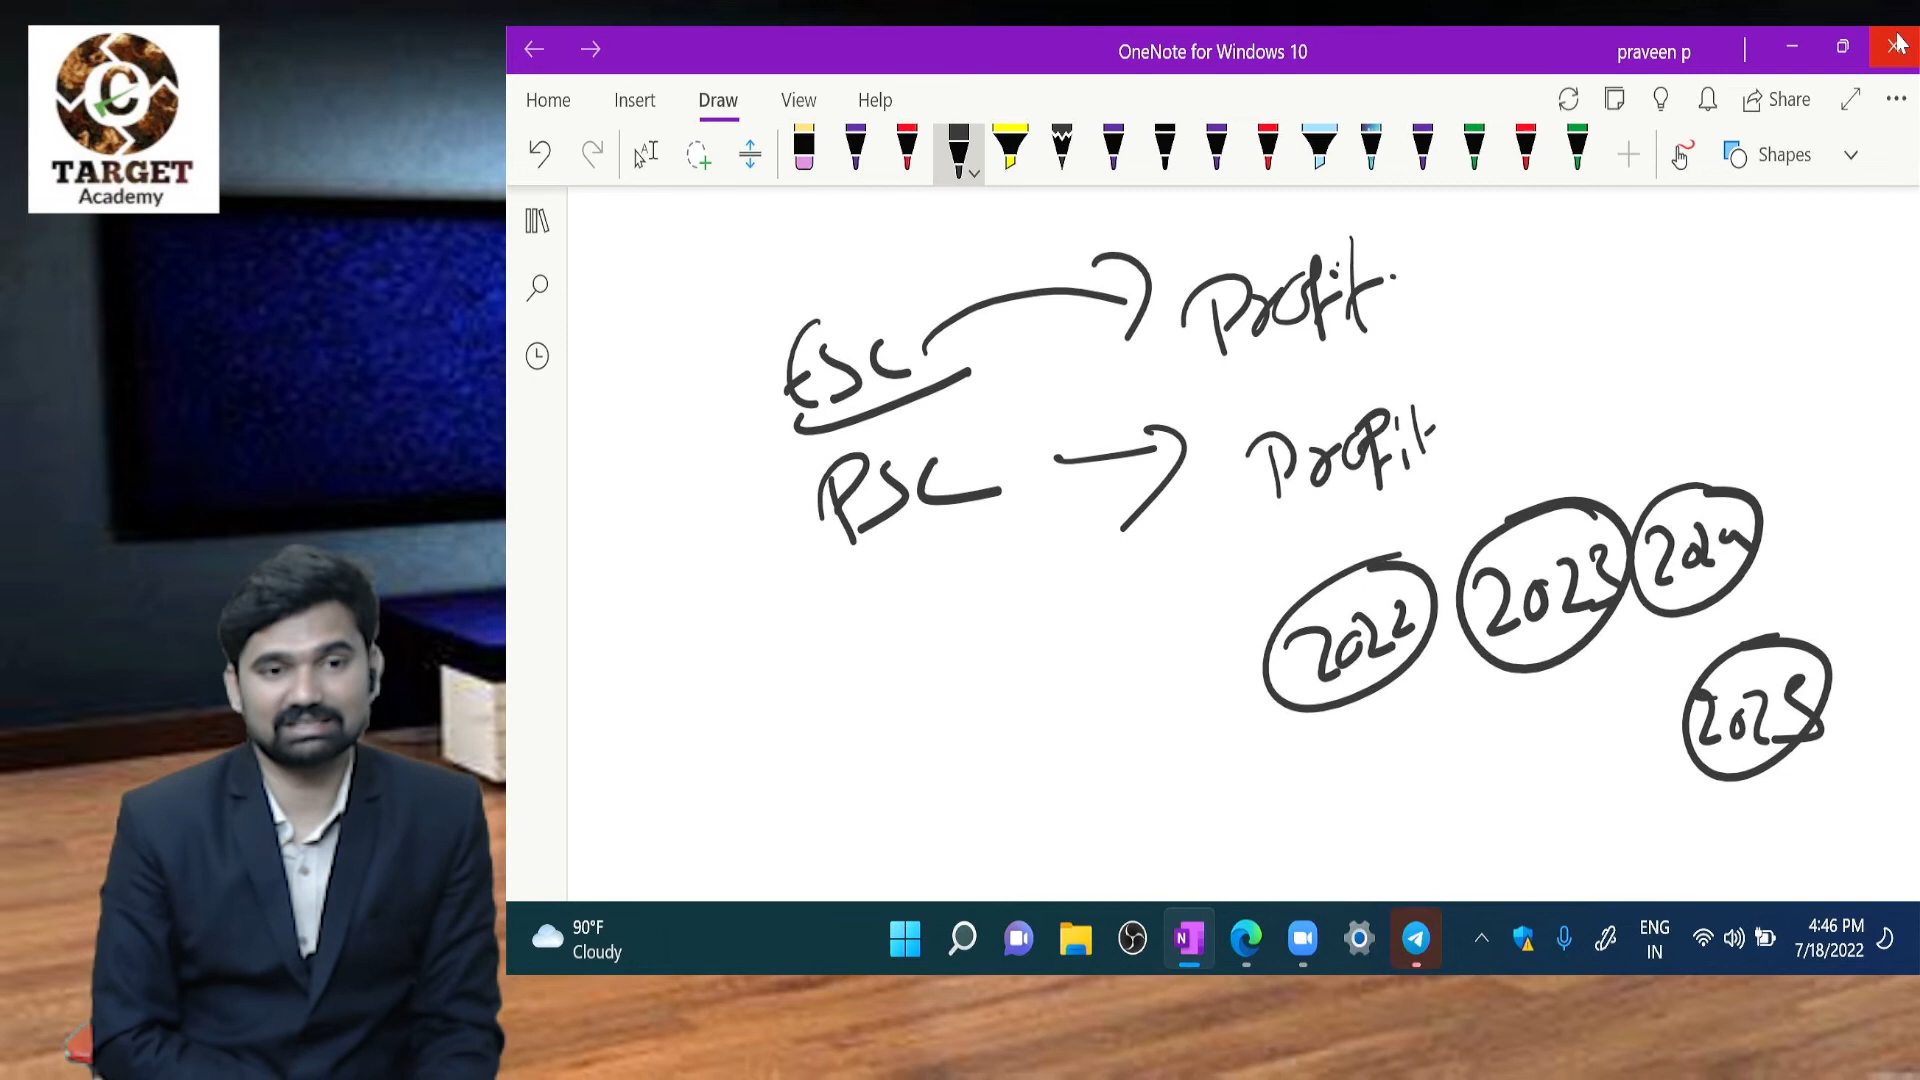 C
TARGET
Academy
OneNote for Windows 10
praveen p
Home Insert Draw View Help
Share
Shapes
ESC Profit
PSC Profit
2022 2023 2024
2025
90°F
Cloudy
ENG
IN
4:46 PM
7/18/2022